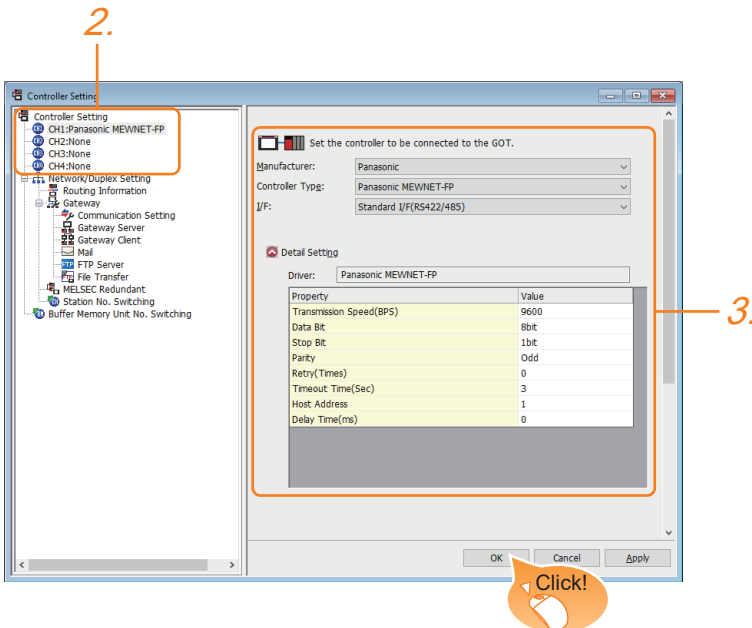 2.
Controller Setting
Controller Setting
CH1:Panasonic MEWNET-FP
CH2:None
CH3:None
CH4:None
Network/Duplex Setting
Routing Information
Gateway
Communication Setting
Gateway Server
Gateway Client
Mail
FTP FTP Server
File Transfer
MELSEC Redundant
Station No. Switching
Buffer Memory Unit No. Switching
Set the controller to be connected to the GOT.
Manufacturer: Panasonic
Controller Type: Panasonic MEWNET-FP
I/F: Standard I/F(RS422/485)
Detail Setting
Driver: Panasonic MEWNET-FP
Property Value
Transmission Speed(BPS) 9600
Data Bit 8bit
Stop Bit 1bit
Parity Odd
Retry(Times) 0
Timeout Time(Sec) 3
Host Address 1
Delay Time(ms) 0
3.
OK Cancel Apply
Click!